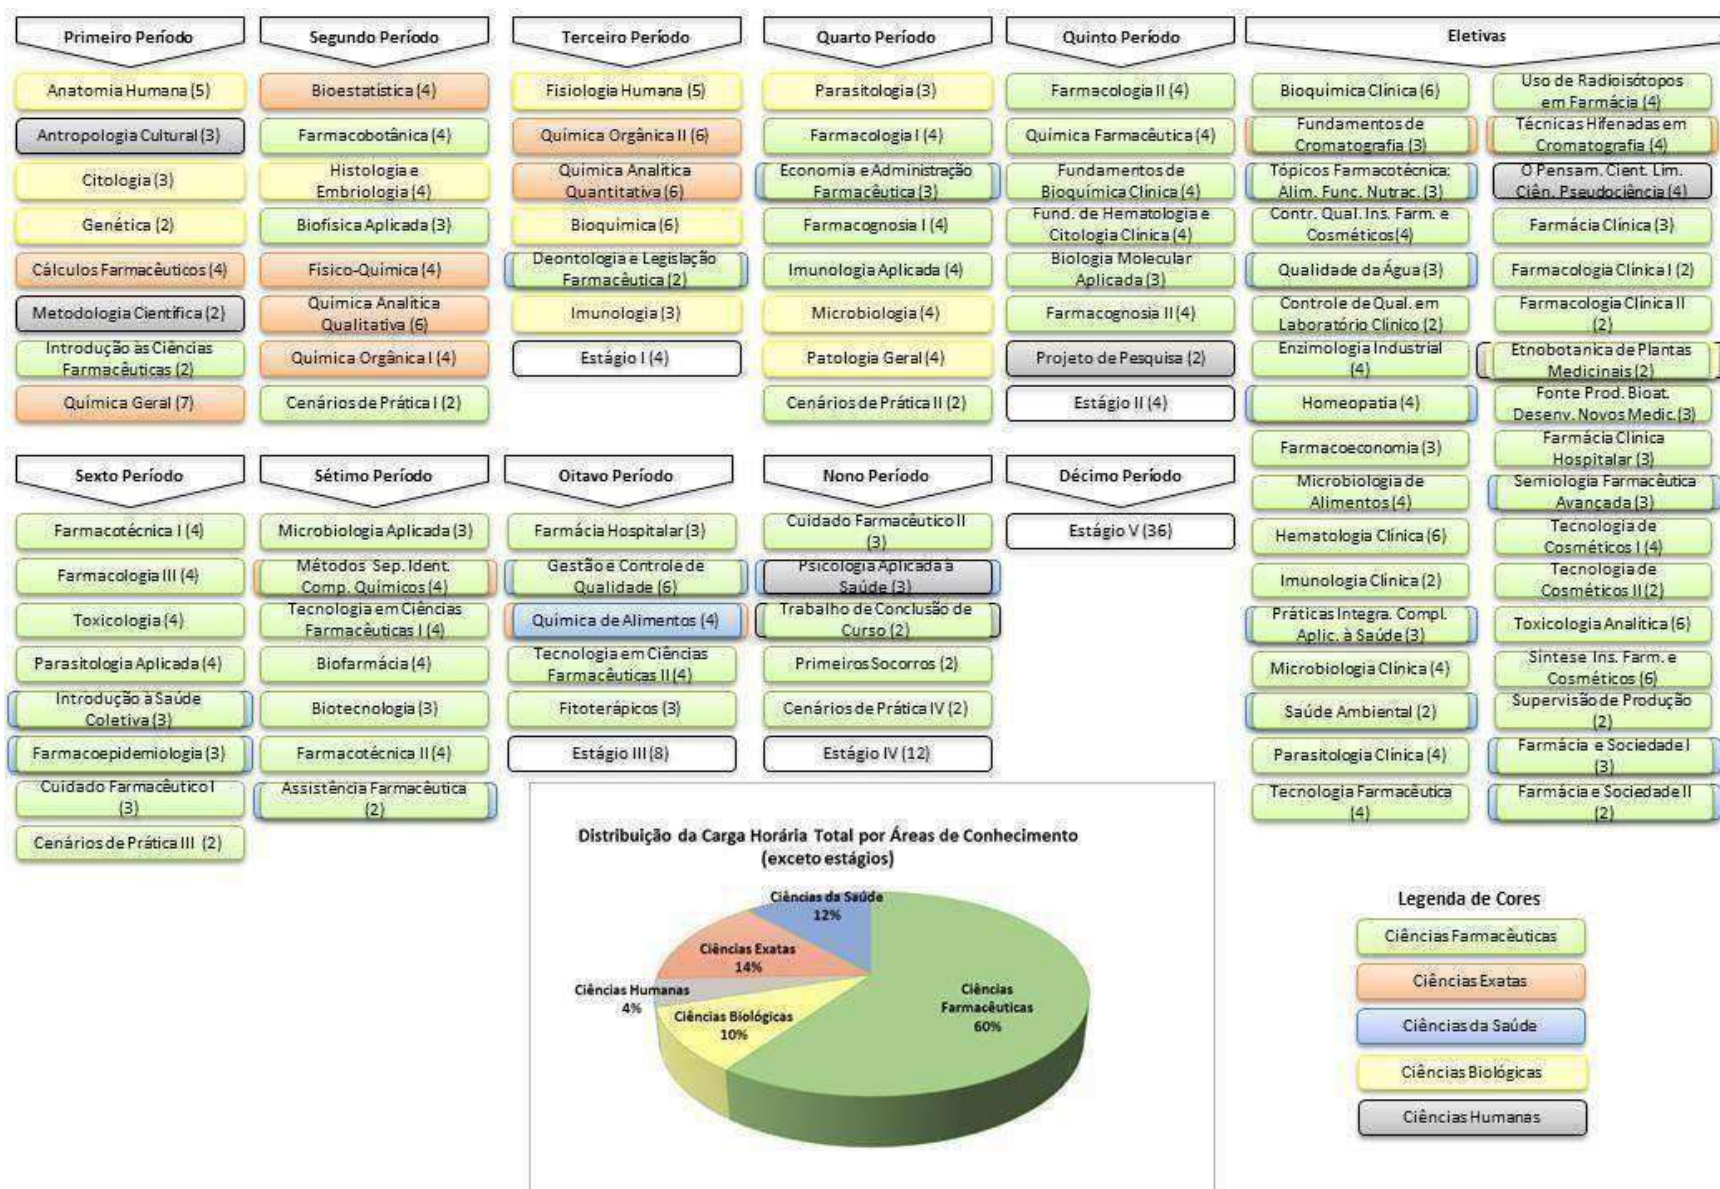 Primeiro Período
Anatomia Humana (5)
Antropologia Cultural (3)
Citologia (3)
Genética (2)
Cálculos Farmacêuticos (4)
Metodologia Científica (2)
Introdução às Ciências
Farmacêuticas (2)
Química Geral (7)
Segundo Período
Bioestatística (4)
Farmacobotânica (4)
Histologia e
Embriologia (4)
Biofísica Aplicada (3)
Físico-Química (4)
Química Analítica
Qualitativa (6)
Química Orgânica I (4)
Cenários de Prática I (2)
Terceiro Período
Fisiologia Humana (5)
Química Orgânica II (6)
Química Analítica
Quantitativa (6)
Bioquímica (6)
Deontologia e Legislação
Farmacêutica (2)
Imunologia (3)
Estágio I (4)
Quarto Período
Parasitologia (3)
Farmacologia I (4)
Economia e Administração
Farmacêutica (3)
Farmacognosia I (4)
Imunologia Aplicada (4)
Microbiologia (4)
Patologia Geral (4)
Cenários de Prática II (2)
Quinto Período
Farmacologia II (4)
Química Farmacêutica (4)
Fundamentos de
Bioquímica Clínica (4)
Fund. de Hematologia e
Citologia Clínica (4)
Biologia Molecular
Aplicada (3)
Farmacognosia II (4)
Projeto de Pesquisa (2)
Estágio II (4)
Eletivas
Bioquímica Clínica (6)
Fundamentos de
Cromatografia (3)
Tópicos Farmacotécnica:
Alim. Func. Nutrac. (3)
Contr. Qual. Ins. Farm. e
Cosméticos(4)
Qualidade da Água (3)
Controle de Qual. em
Laboratório Clínico (2)
Enzimologia Industrial
(4)
Homeopatia (4)
Farmacoeconomia (3)
Microbiologia de
Alimentos (4)
Hematologia Clínica (6)
Imunologia Clínica (2)
Práticas Integra. Compl.
Aplic. à Saúde (3)
Microbiologia Clínica (4)
Saúde Ambiental (2)
Parasitologia Clínica (4)
Tecnologia Farmacêutica
(4)
Uso de Radioisótopos
em Farmácia (4)
Técnicas Hifenadas em
Cromatografia (4)
O Pensam. Cient. Lim.
Ciên. Pseudociência (4)
Farmácia Clínica (3)
Farmacologia Clínica I (2)
Farmacologia Clínica II
(2)
Etnobotanica de Plantas
Medicinais (2)
Fonte Prod. Bioat.
Desenv. Novos Medic.(3)
Farmácia Clínica
Hospitalar (3)
Semiologia Farmacêutica
Avançada (3)
Tecnologia de
Cosméticos I (4)
Tecnologia de
Cosméticos II (2)
Toxicologia Analítica (6)
Síntese Ins. Farm. e
Cosméticos (6)
Supervisão de Produção
(2)
Farmácia e Sociedade I
(3)
Farmácia e Sociedade II
(2)
Sexto Período
Farmacotécnica I (4)
Farmacologia III (4)
Toxicologia (4)
Parasitologia Aplicada (4)
Introdução à Saúde
Coletiva (3)
Farmacoepidemiologia (3)
Cuidado Farmacêutico I
(3)
Cenários de Prática III (2)
Sétimo Período
Microbiologia Aplicada (3)
Métodos Sep. Ident.
Comp. Químicos (4)
Tecnologia em Ciências
Farmacêuticas I (4)
Biofarmácia (4)
Biotecnologia (3)
Farmacotécnica II (4)
Assistência Farmacêutica
(2)
Oitavo Período
Farmácia Hospitalar (3)
Gestão e Controle de
Qualidade (6)
Química de Alimentos (4)
Tecnologia em Ciências
Farmacêuticas II (4)
Fitoterápicos (3)
Estágio III (8)
Nono Período
Cuidado Farmacêutico II
(3)
Psicologia Aplicada à
Saúde (3)
Trabalho de Conclusão de
Curso (2)
Primeiros Socorros (2)
Cenários de Prática IV (2)
Estágio IV (12)
Décimo Período
Estágio V (36)
Distribuição da Carga Horária Total por Áreas de Conhecimento
(exceto estágios)
Ciências da Saúde
12%
Ciências Exatas
14%
Ciências Humanas
4%
Ciências Biológicas
10%
Ciências
Farmacêuticas
60%
Legenda de Cores
Ciências Farmacêuticas
Ciências Exatas
Ciências da Saúde
Ciências Biológicas
Ciências Humanas